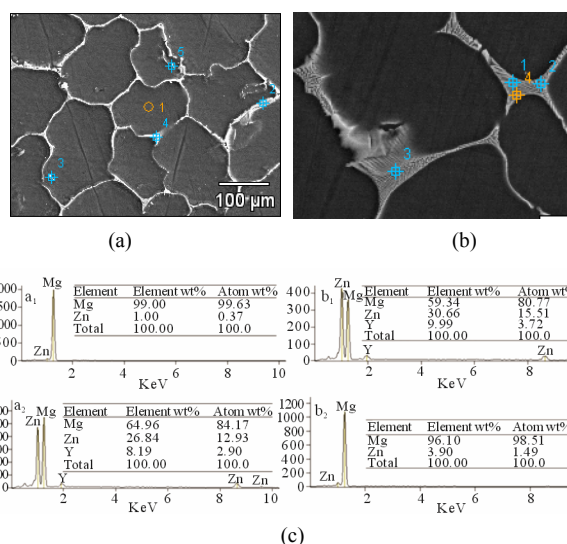 5
1
2
4
3
100 µm
1
2
4
3
(a)
(b)
a1
Mg
Element Element wt% Atom wt%
Mg 99.00 99.63
Zn 1.00 0.37
Total 100.00 100.0
Zn
0
2 4 6 8 10
KeV
b1
Zn
Mg
400
300
200
100
0
Element Element wt% Atom wt%
Mg 59.34 80.77
Zn 30.66 15.51
Y 9.99 3.72
Total 100.00 100.0
Y
Zn
2 4 6 8
KeV
a2
Zn Mg
Element Element wt% Atom wt%
Mg 64.96 84.17
Zn 26.84 12.93
Y 8.19 2.90
Total 100.00 100.0
Y
Zn Zn
0 2 4 6 8 10
KeV
b2
Mg
1200
1000
800
600
400
200
0
Element Element wt% Atom wt%
Mg 96.10 98.51
Zn 3.90 1.49
Total 100.00 100.0
Zn
2 4 6 8
KeV
(c)